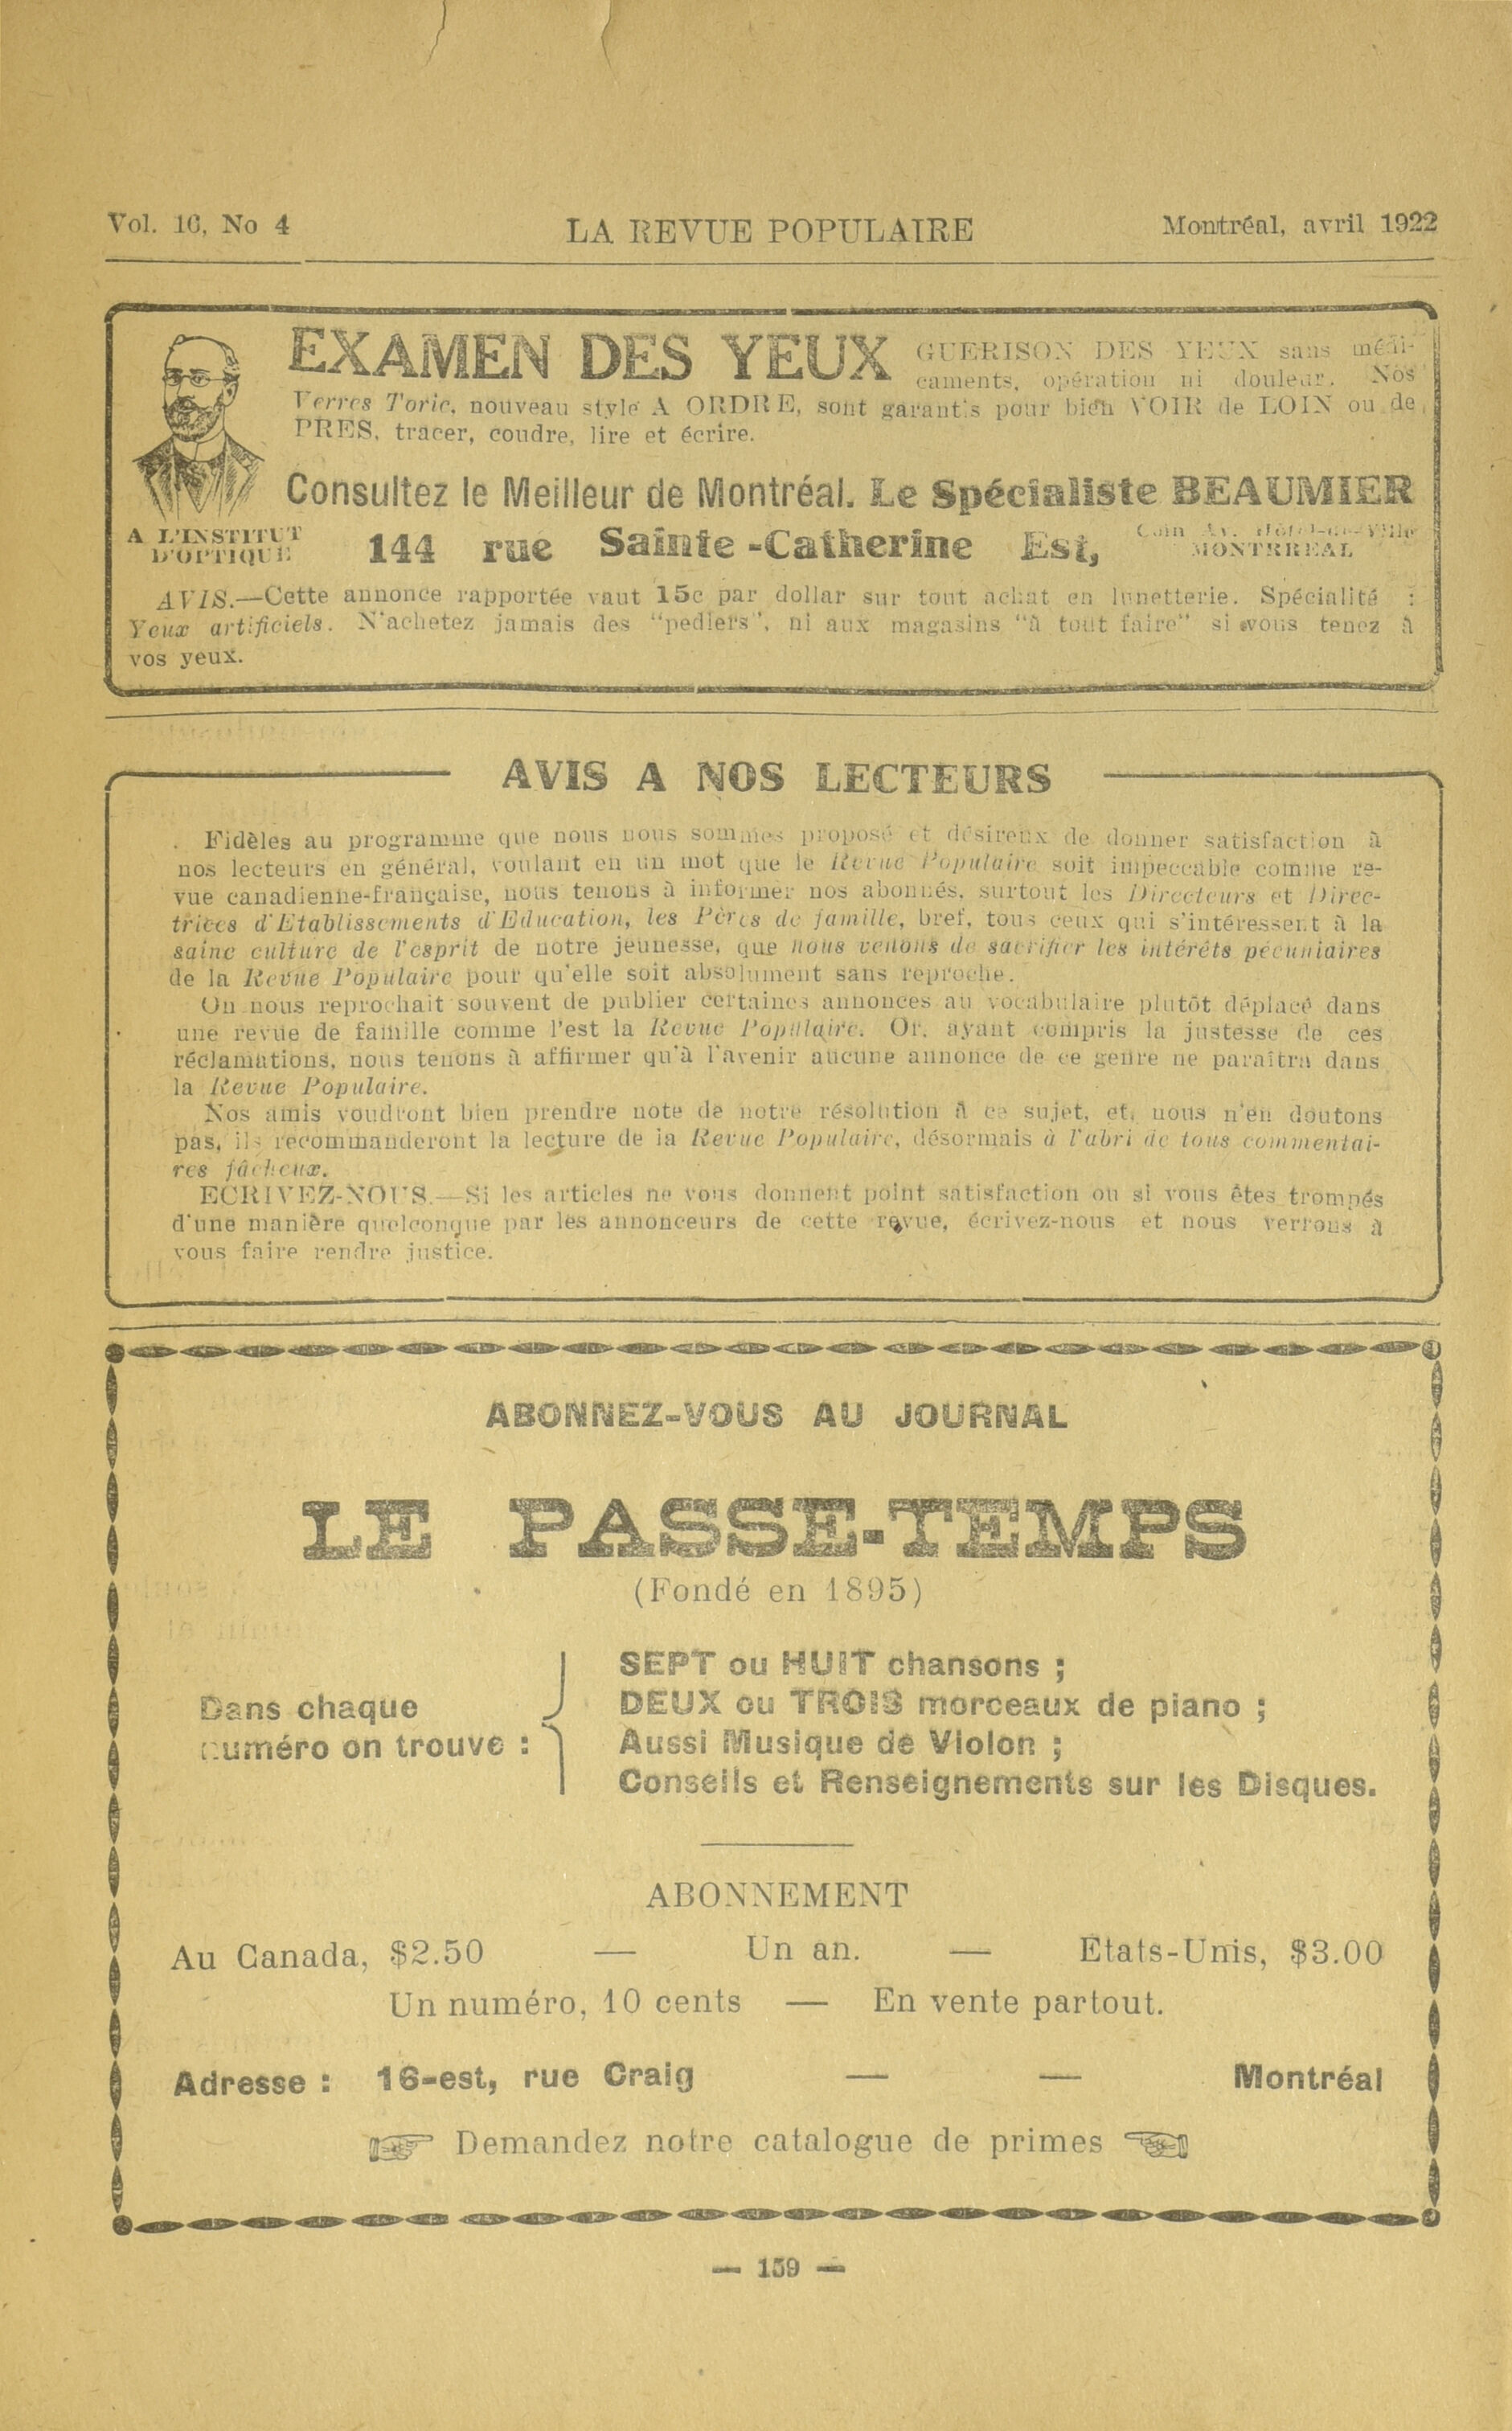 Vol. 16, No 4 LA REVUE POPULAIRE Montréal, avril 1922
EXAMEN DES YEUX GUERISON DES YEUX sans médi-
caments, opération ni douleur. Nos
Verres Toric, nouveau style A ORDRE, sont garantis pour bien VOIR de LOIN ou de
PRES, tracer, coudre, lire et écrire.
Consultez le Meilleur de Montréal. Le Spécialiste BEAUMIER
A L'INSTITUT
D'OPTIQUE
144 rue Sainte-Catherine Est,
Coin Av. Hôtel-de-Ville
MONTRREAL
AVIS.—Cette annonce rapportée vaut 15c par dollar sur tout achat en lunetterie. Spécialité :
Yeux artificiels. N'achetez jamais des "pediers", ni aux magasins "à tout faire" si vous tenez à
vos yeux.
AVIS A NOS LECTEURS
Fidèles au programme que nous nous sommes proposé et désireux de donner satisfaction à
nos lecteurs en général, voulant en un mot que le Revue Populaire soit impeccable comme re-
vue canadienne-française, nous tenons à informer nos abonnés, surtout les Directeurs et Direc-
trices d'Etablissements d'Education, les Pères de famille, bref, tous ceux qui s'intéressent à la
saine culture de l'esprit de notre jeunesse, que nous venons de sacrifier les intérêts pécuniaires
de la Revue Populaire pour qu'elle soit absolument sans reproche.
On nous reprochait souvent de publier certaines annonces au vocabulaire plutôt déplacé dans
une revue de famille comme l'est la Revue Populaire. Or, ayant compris la justesse de ces
réclamations, nous tenons à affirmer qu'à l'avenir aucune annonce de ce genre ne paraîtra dans
la Revue Populaire.
Nos amis voudront bien prendre note de notre résolution à ce sujet, et, nous n'en doutons
pas, ils recommanderont la lecture de la Revue Populaire, désormais à l'abri de tous commentai-
res fâcheux.
ECRIVEZ-NOUS.—Si les articles ne vous donnent point satisfaction ou si vous êtes trompés
d'une manière quelconque par les annonceurs de cette revue, écrivez-nous et nous verrons à
vous faire rendre justice.
ABONNEZ-VOUS AU JOURNAL
LE PASSE-TEMPS
(Fondé en 1895)
Dans chaque
numéro on trouve :
SEPT ou HUIT chansons ;
DEUX ou TROIS morceaux de piano ;
Aussi Musique de Violon ;
Conseils et Renseignements sur les Disques.
ABONNEMENT
Au Canada, $2.50 — Un an. — Etats-Unis, $3.00
Un numéro, 10 cents — En vente partout.
Adresse : 16-est, rue Craig — — Montréal
Demandez notre catalogue de primes
— 159 —